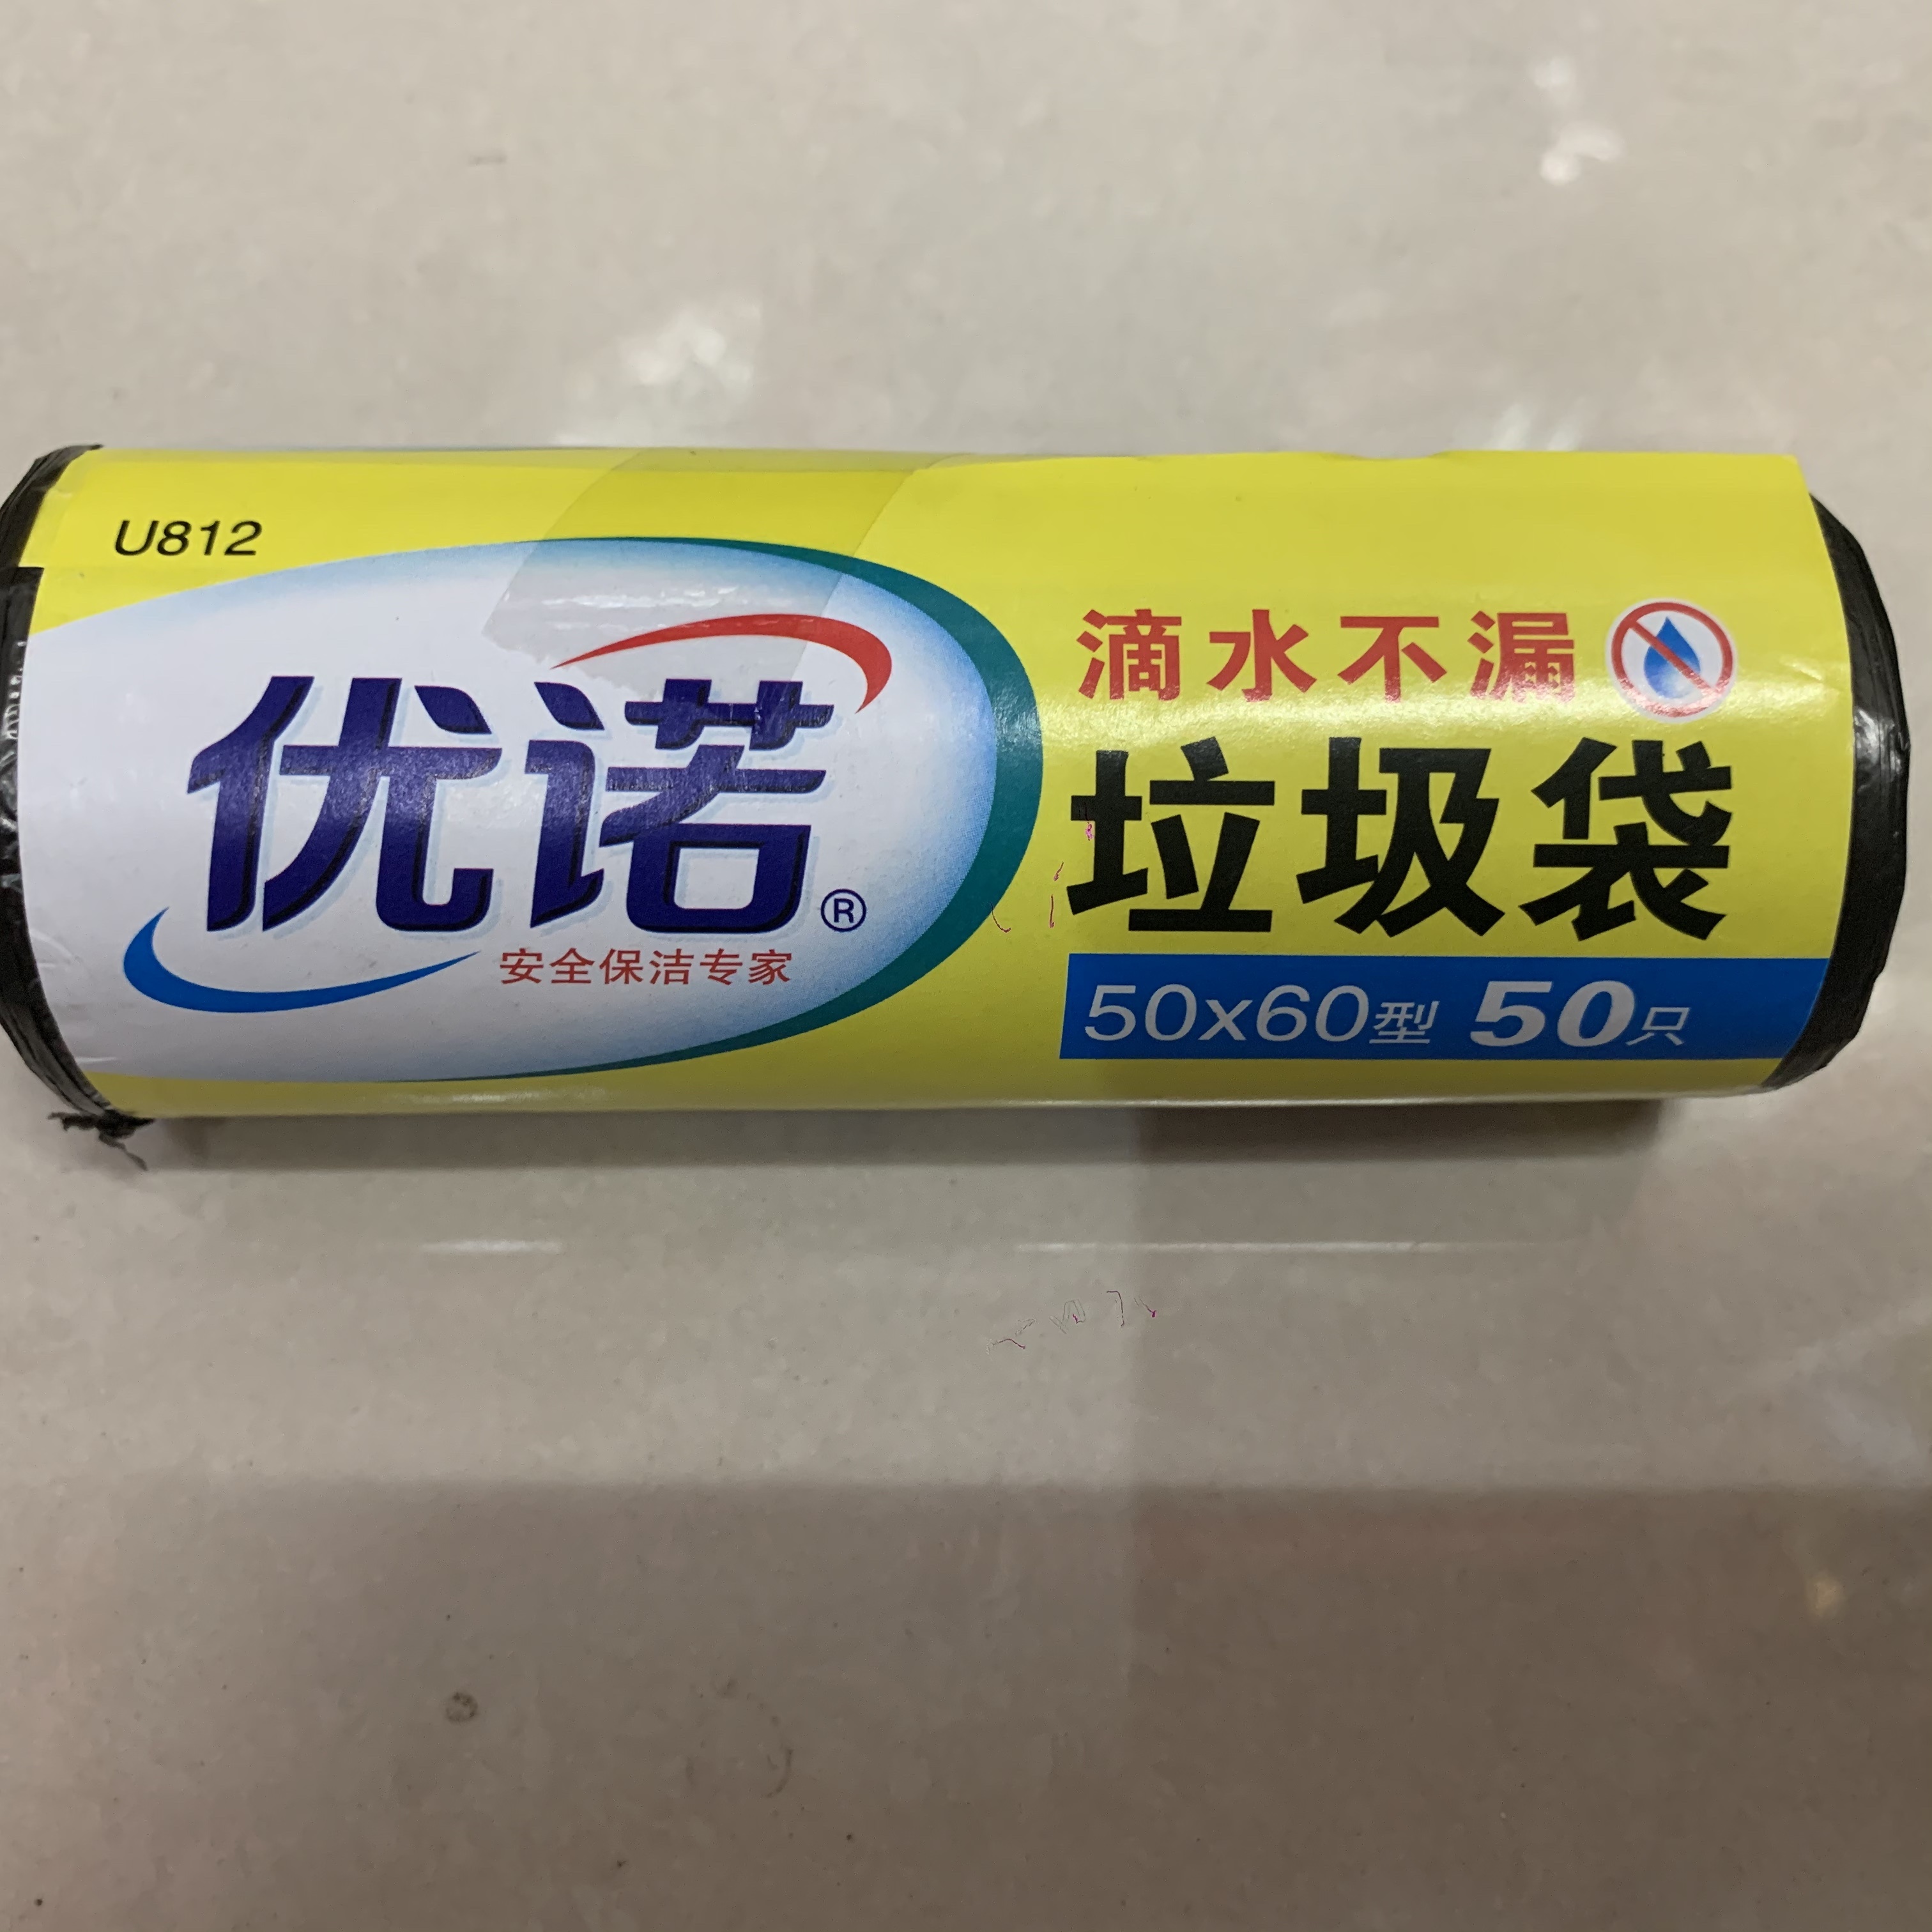 U812
优诺®
安全保洁专家
滴水不漏
垃圾袋
50x60型 50只